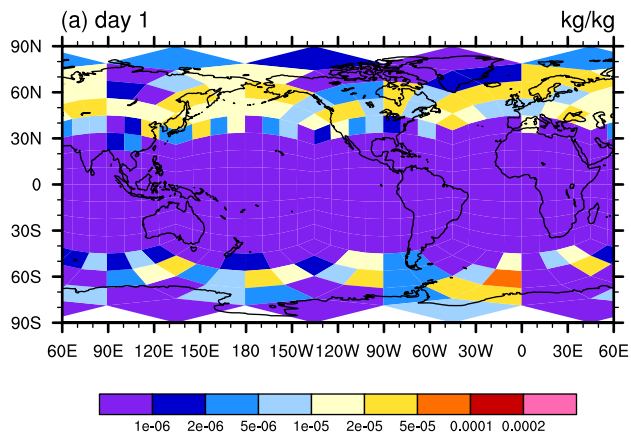 (a) day 1 kg/kg
90N
60N
30N
0
30S
60S
90S
60E 90E 120E 150E 180 150W 120W 90W 60W 30W 0 30E 60E
1e-06 2e-06 5e-06 1e-05 2e-05 5e-05 0.0001 0.0002